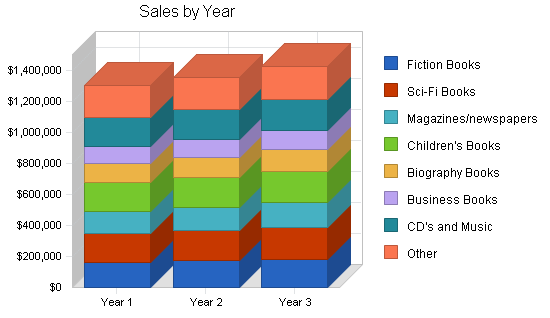 Sales by Year
$1,400,000
$1,200,000
$1,000,000
$800,000
$600,000
$400,000
$200,000
$0
Year 1
Year 2
Year 3
Fiction Books
Sci-Fi Books
Magazines/newspapers
Children's Books
Biography Books
Business Books
CD's and Music
Other